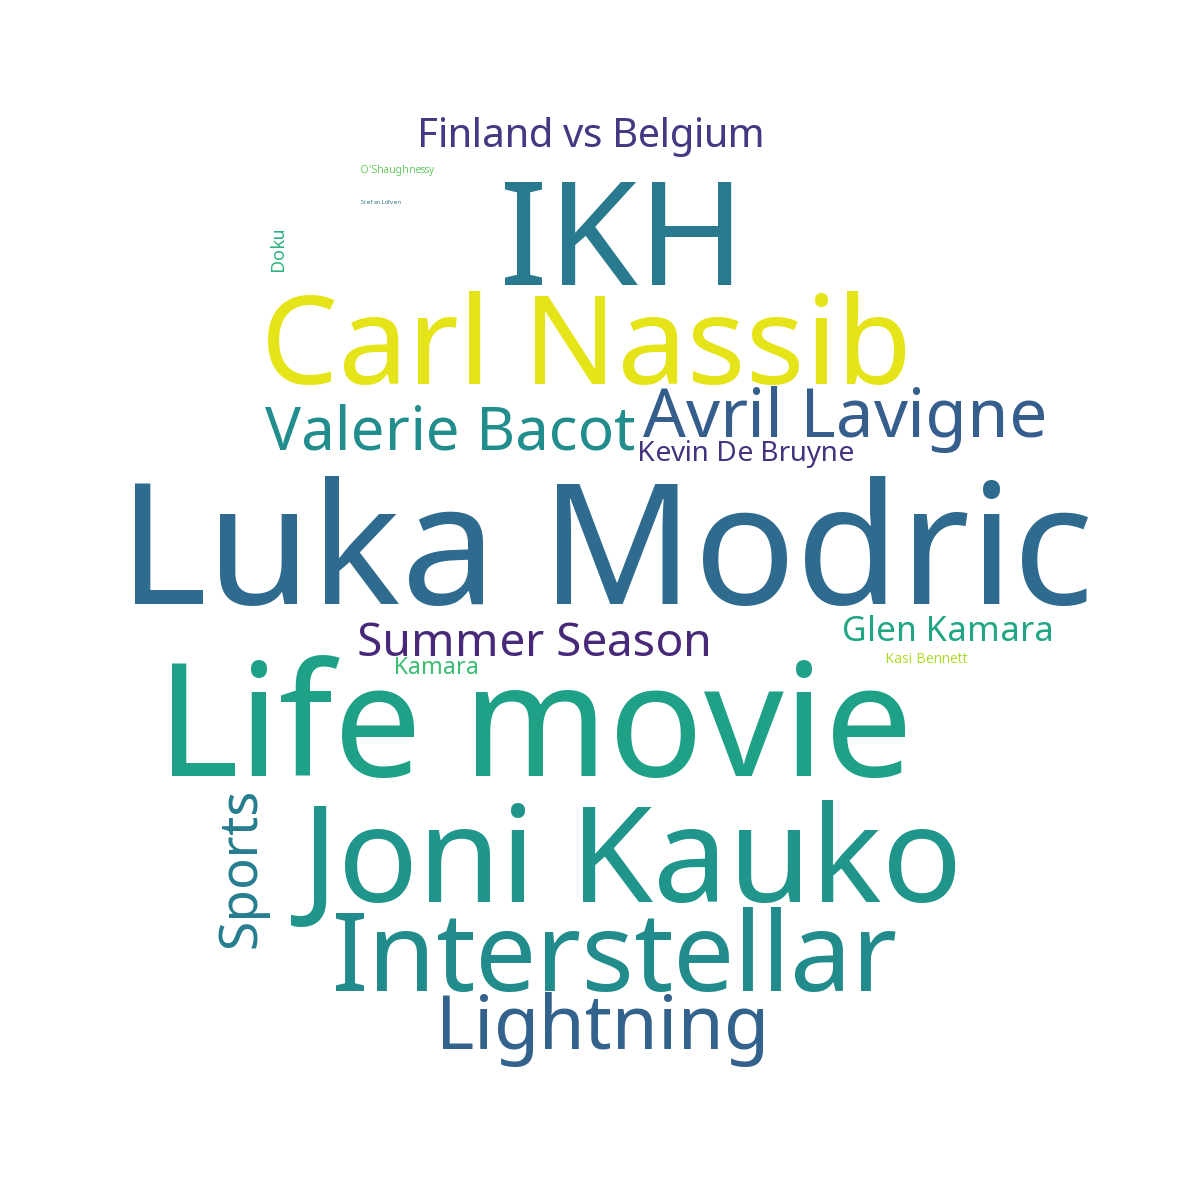 Finland vs Belgium
O'Shaughnessy
IKH
Stefan Löfven
Doku
Carl Nassib
Avril Lavigne
Valerie Bacot
Kevin De Bruyne
Luka Modric
Glen Kamara
Summer Season
Kasi Bennett
Kamara
Life movie
Sports
Joni Kauko
Interstellar
Lightning